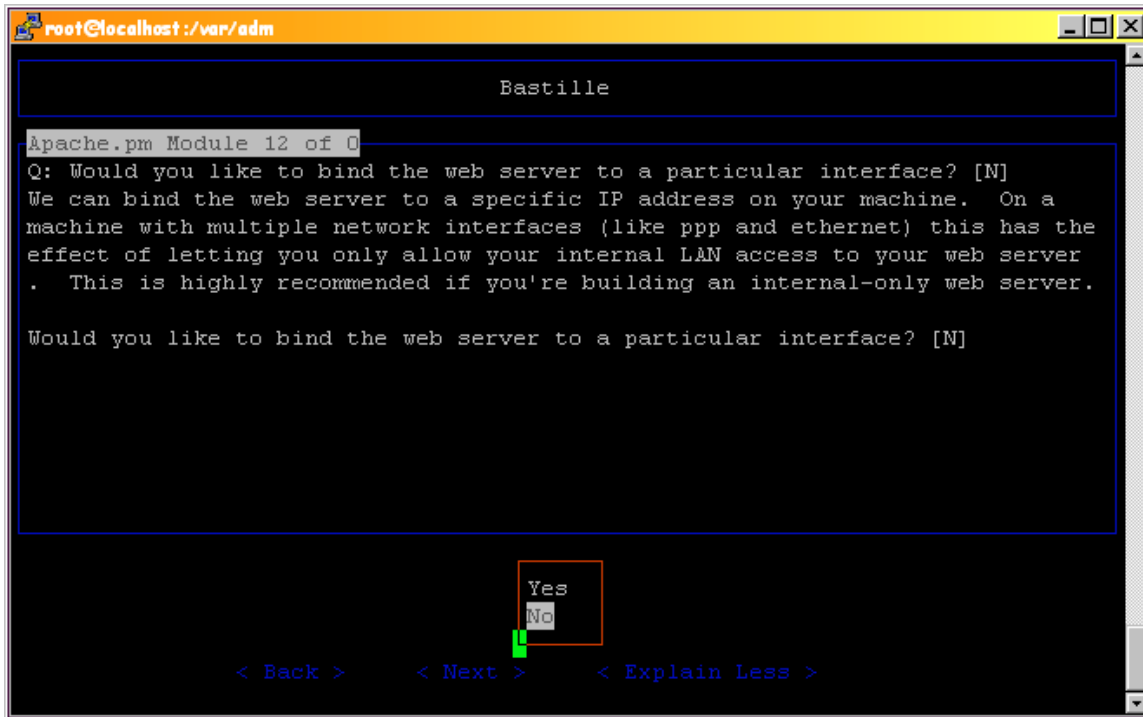 root@localhost:/var/adm
Bastille
Apache.pm Module 12 of 0
Q: Would you like to bind the web server to a particular interface? [N]
We can bind the web server to a specific IP address on your machine.  On a
machine with multiple network interfaces (like ppp and ethernet) this has the
effect of letting you only allow your internal LAN access to your web server
.  This is highly recommended if you're building an internal-only web server.
Would you like to bind the web server to a particular interface? [N]
Yes
No
< Back >    < Next >    < Explain Less >